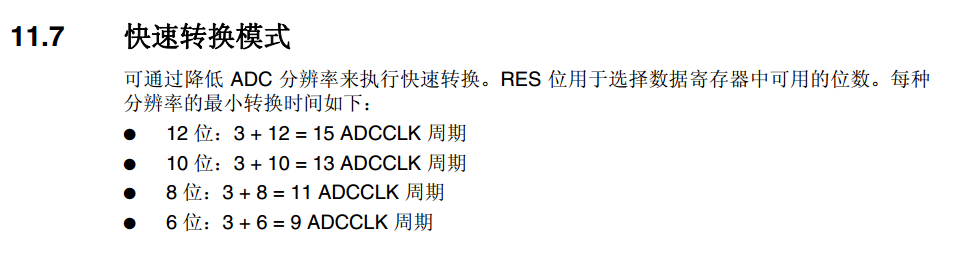 11.7 快速转换模式
可通过降低 ADC 分辨率来执行快速转换。RES 位用于选择数据寄存器中可用的位数。每种
分辨率的最小转换时间如下：
● 12 位：3 + 12 = 15 ADCCLK 周期
● 10 位：3 + 10 = 13 ADCCLK 周期
● 8 位：3 + 8 = 11 ADCCLK 周期
● 6 位：3 + 6 = 9 ADCCLK 周期